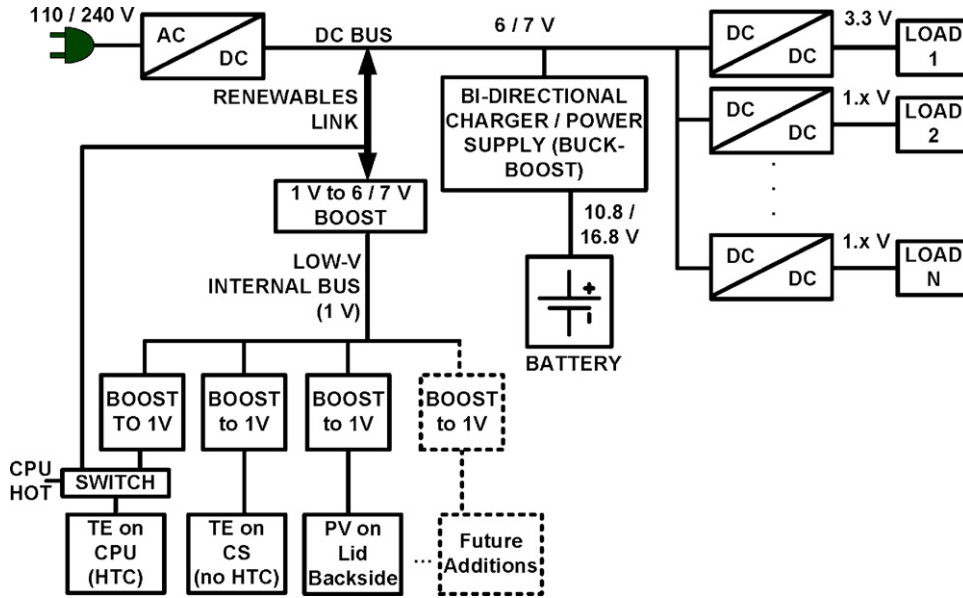 110 / 240 V
AC
DC
DC BUS
6 / 7 V
DC
DC
3.3 V
LOAD
1
RENEWABLES
LINK
BI-DIRECTIONAL
CHARGER / POWER
SUPPLY (BUCK-
BOOST)
DC
DC
1.x V
LOAD
2
1 V to 6 / 7 V
BOOST
10.8 /
16.8 V
DC
DC
1.x V
LOAD
N
LOW-V
INTERNAL BUS
(1 V)
+
BATTERY
BOOST
TO 1V
BOOST
to 1V
BOOST
to 1V
BOOST
to 1V
CPU
HOT
SWITCH
TE on
CPU
(HTC)
TE on
CS
(no HTC)
PV on
Lid
Backside
...
Future
Additions